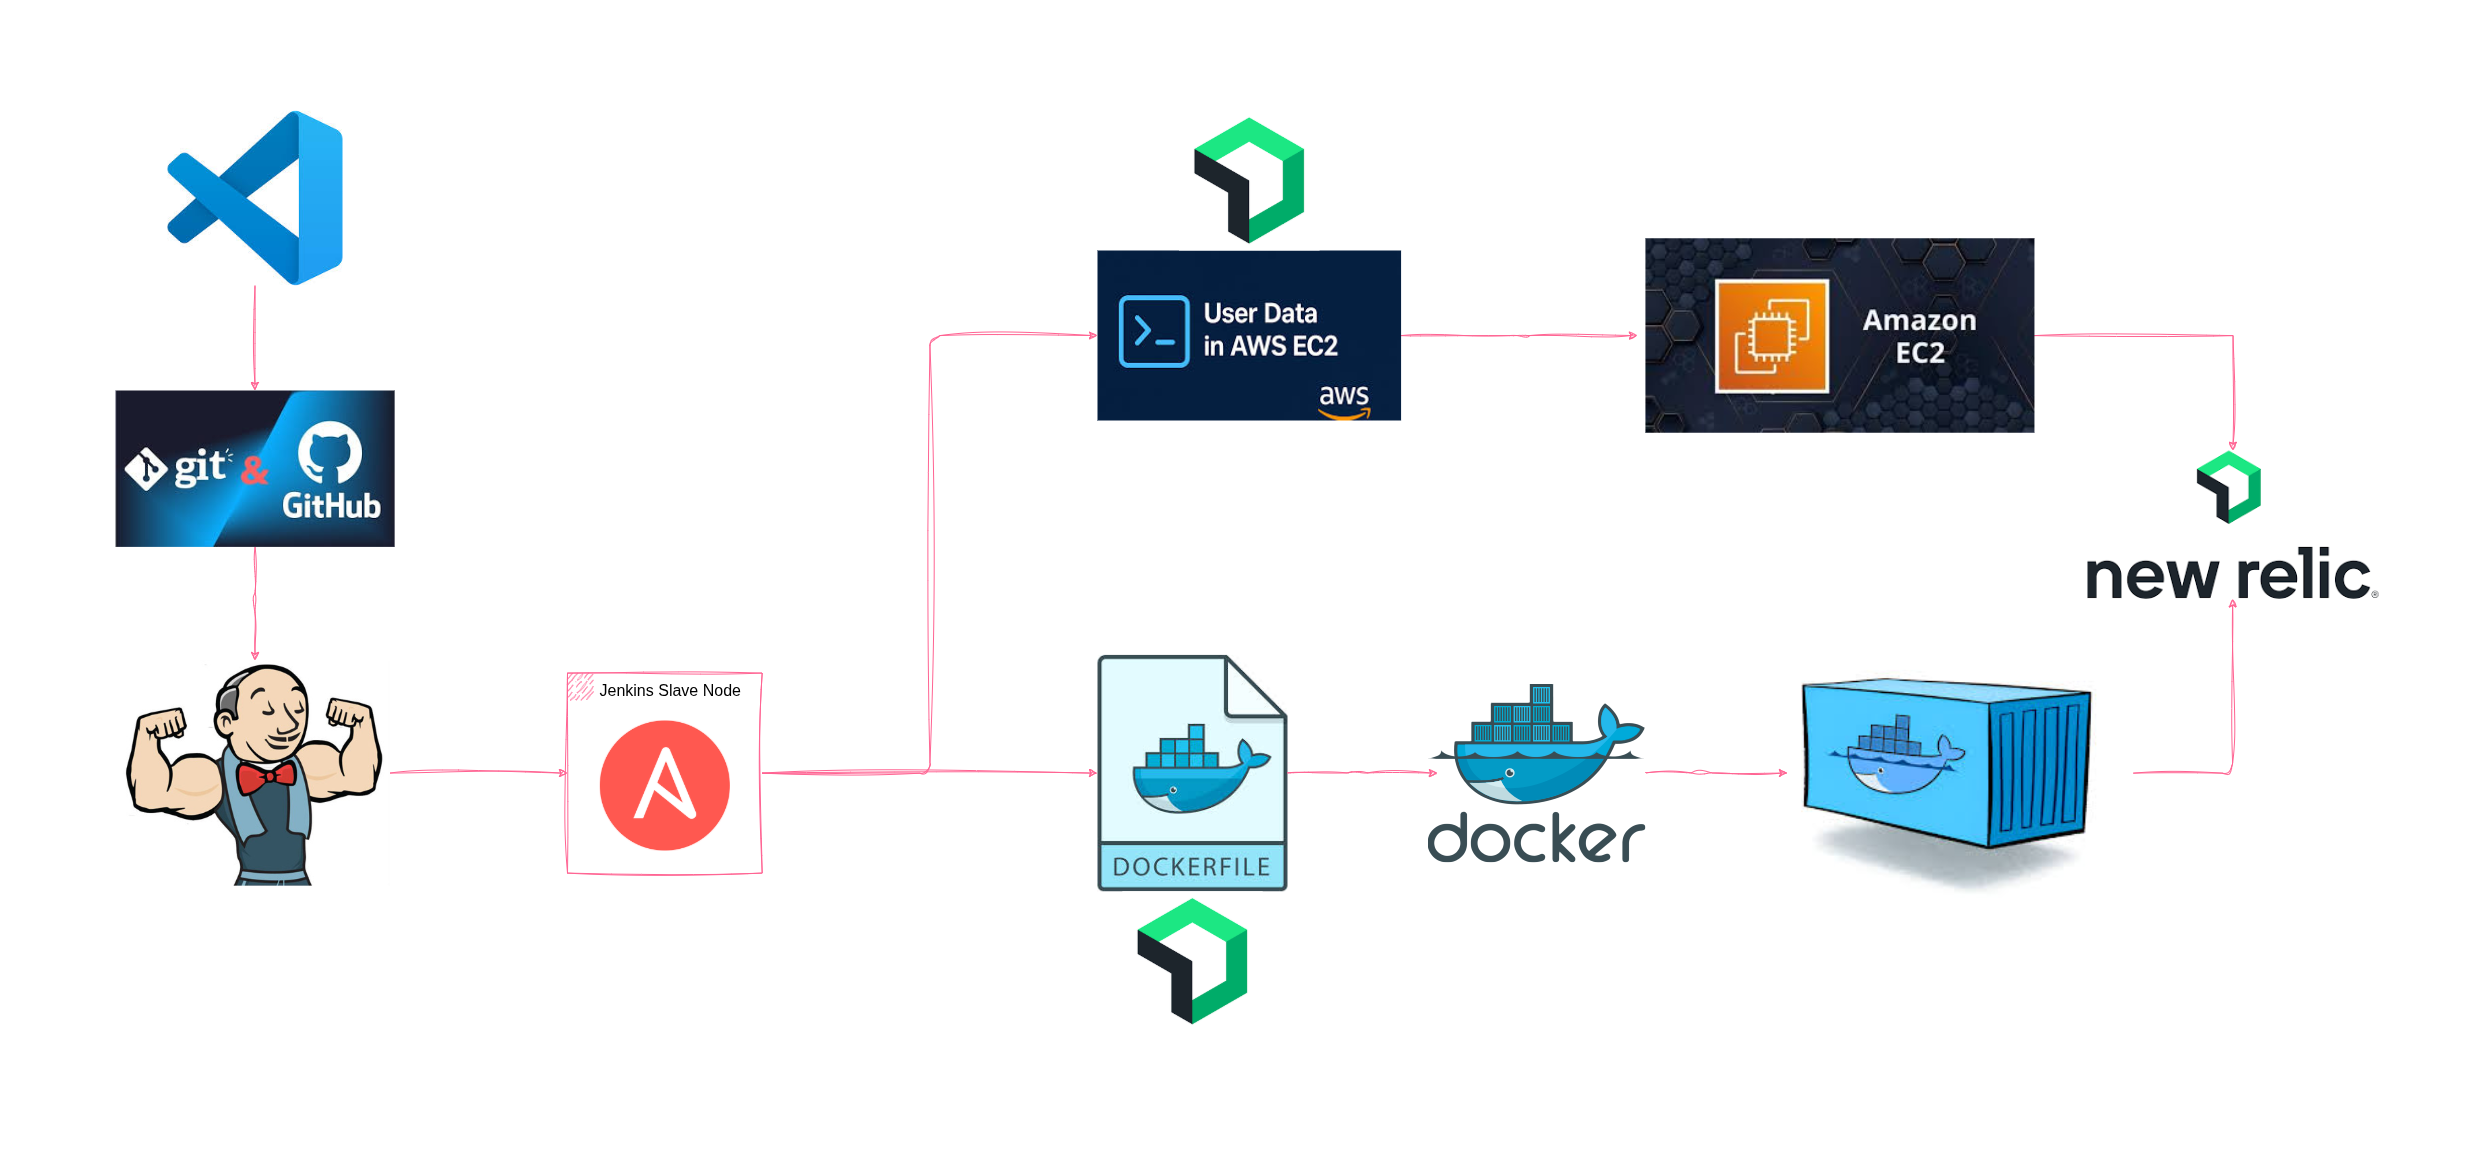 git & GitHub
Jenkins Slave Node
User Data
in AWS EC2
aws
Amazon
EC2
new relic®
DOCKERFILE
docker